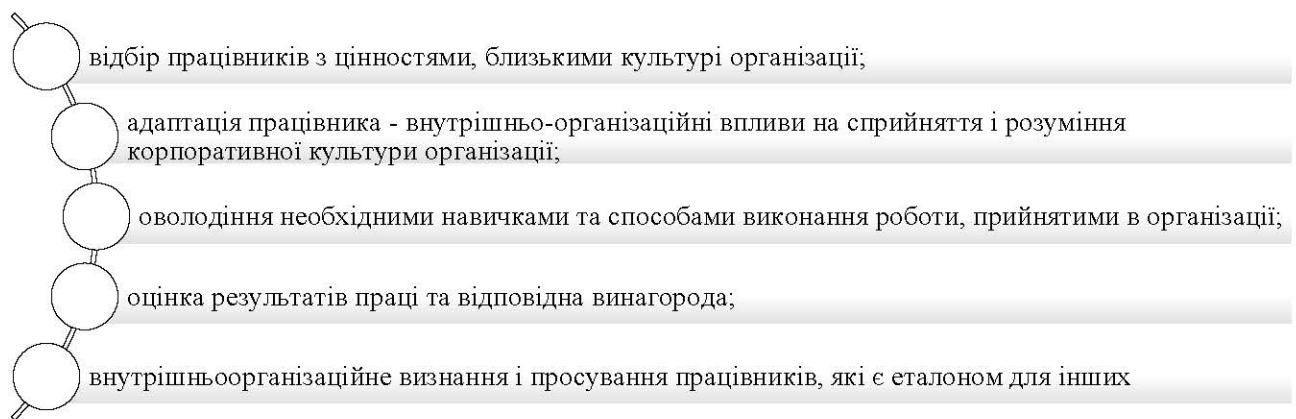 відбір працівників з цінностями, близькими культурі організації;
адаптація працівника - внутрішньо-організаційні впливи на сприйняття і розуміння
корпоративної культури організації;
оволодіння необхідними навичками та способами виконання роботи, прийнятими в організації;
оцінка результатів праці та відповідна винагорода;
внутрішньоорганізаційне визнання і просування працівників, які є еталоном для інших